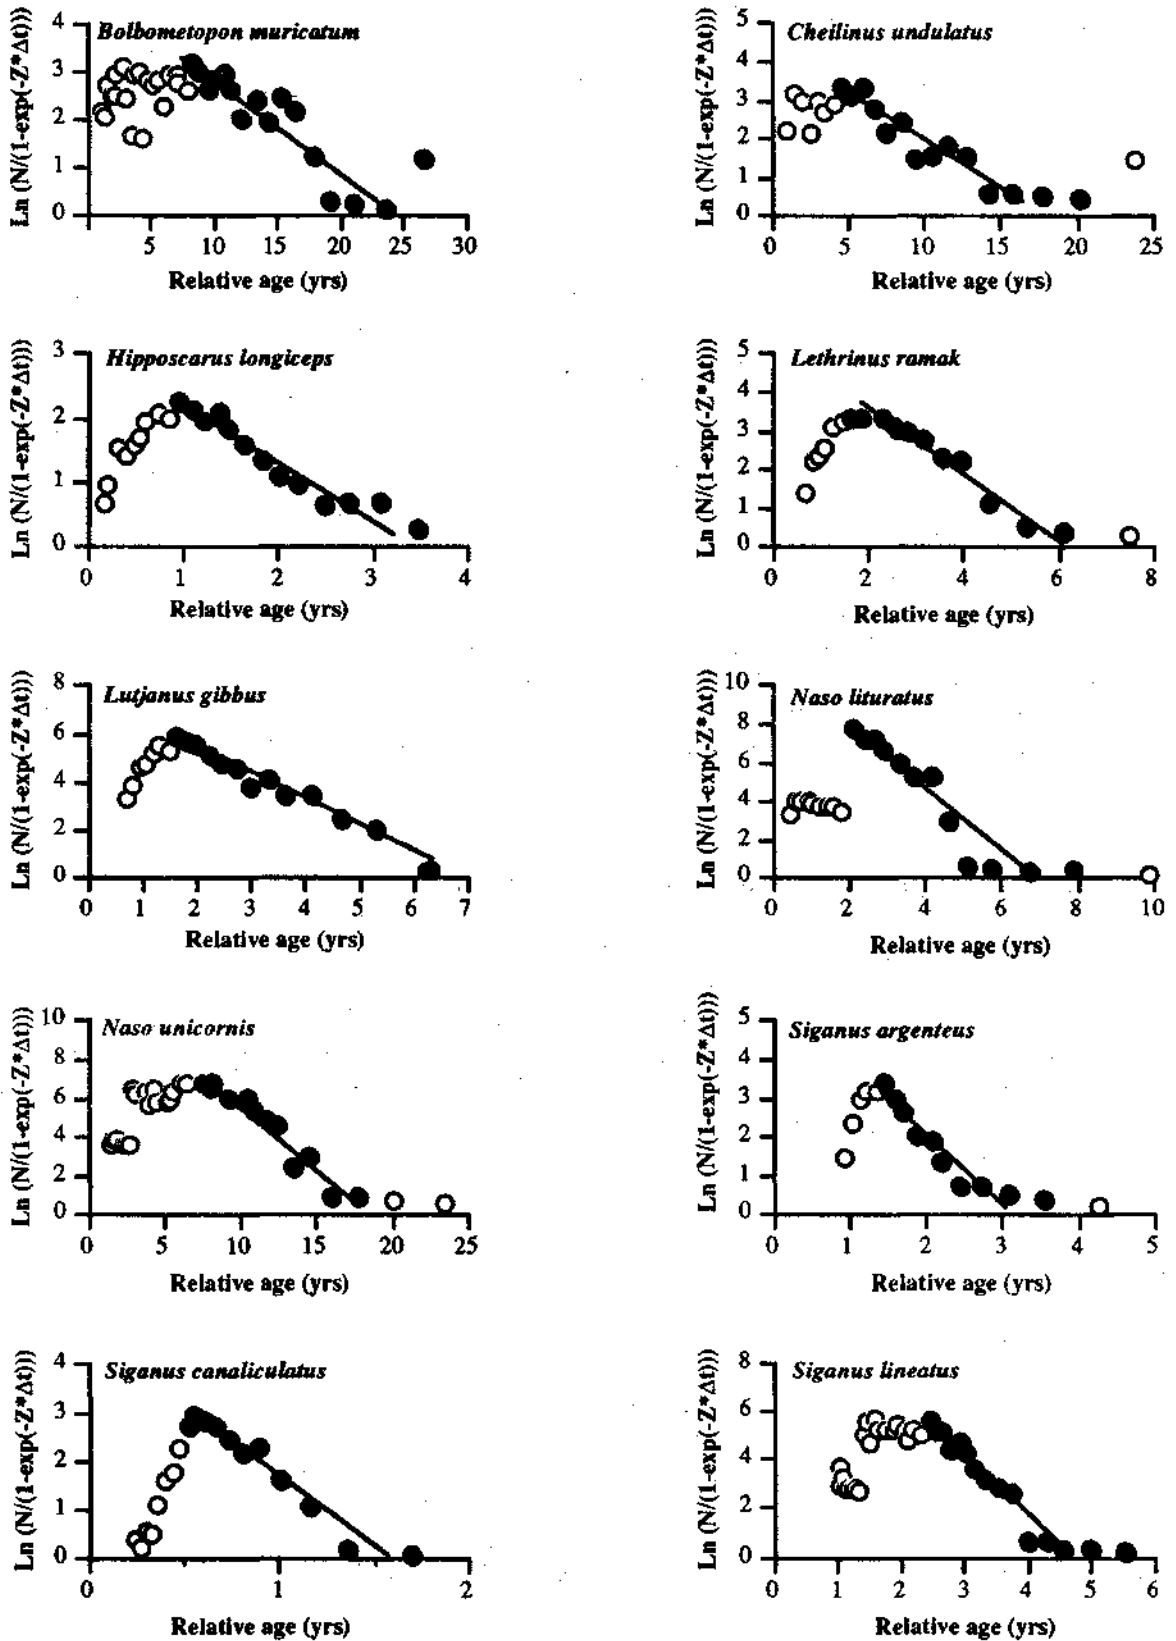 Bolbometopon muricatum
Ln (N/(1-exp(-Z*Δt)))
4
3
2
1
0
5 10 15 20 25 30
Relative age (yrs)
Cheilinus undulatus
Ln (N/(1-exp(-Z*Δt)))
5
4
3
2
1
0
0 5 10 15 20 25
Relative age (yrs)
Hipposcarus longiceps
Ln (N/(1-exp(-Z*Δt)))
3
2
1
0
0 1 2 3 4
Relative age (yrs)
Lethrinus ramak
Ln (N/(1-exp(-Z*Δt)))
5
4
3
2
1
0
0 2 4 6 8
Relative age (yrs)
Lutjanus gibbus
Ln (N/(1-exp(-Z*Δt)))
8
6
4
2
0
0 1 2 3 4 5 6 7
Relative age (yrs)
Naso lituratus
Ln (N/(1-exp(-Z*Δt)))
10
8
6
4
2
0
0 2 4 6 8 10
Relative age (yrs)
Naso unicornis
Ln (N/(1-exp(-Z*Δt)))
10
8
6
4
2
0
0 5 10 15 20 25
Relative age (yrs)
Siganus argenteus
Ln (N/(1-exp(-Z*Δt)))
5
4
3
2
1
0
0 1 2 3 4 5
Relative age (yrs)
Siganus canaliculatus
Ln (N/(1-exp(-Z*Δt)))
4
3
2
1
0
0 1 2
Relative age (yrs)
Siganus lineatus
Ln (N/(1-exp(-Z*Δt)))
8
6
4
2
0
0 1 2 3 4 5 6
Relative age (yrs)